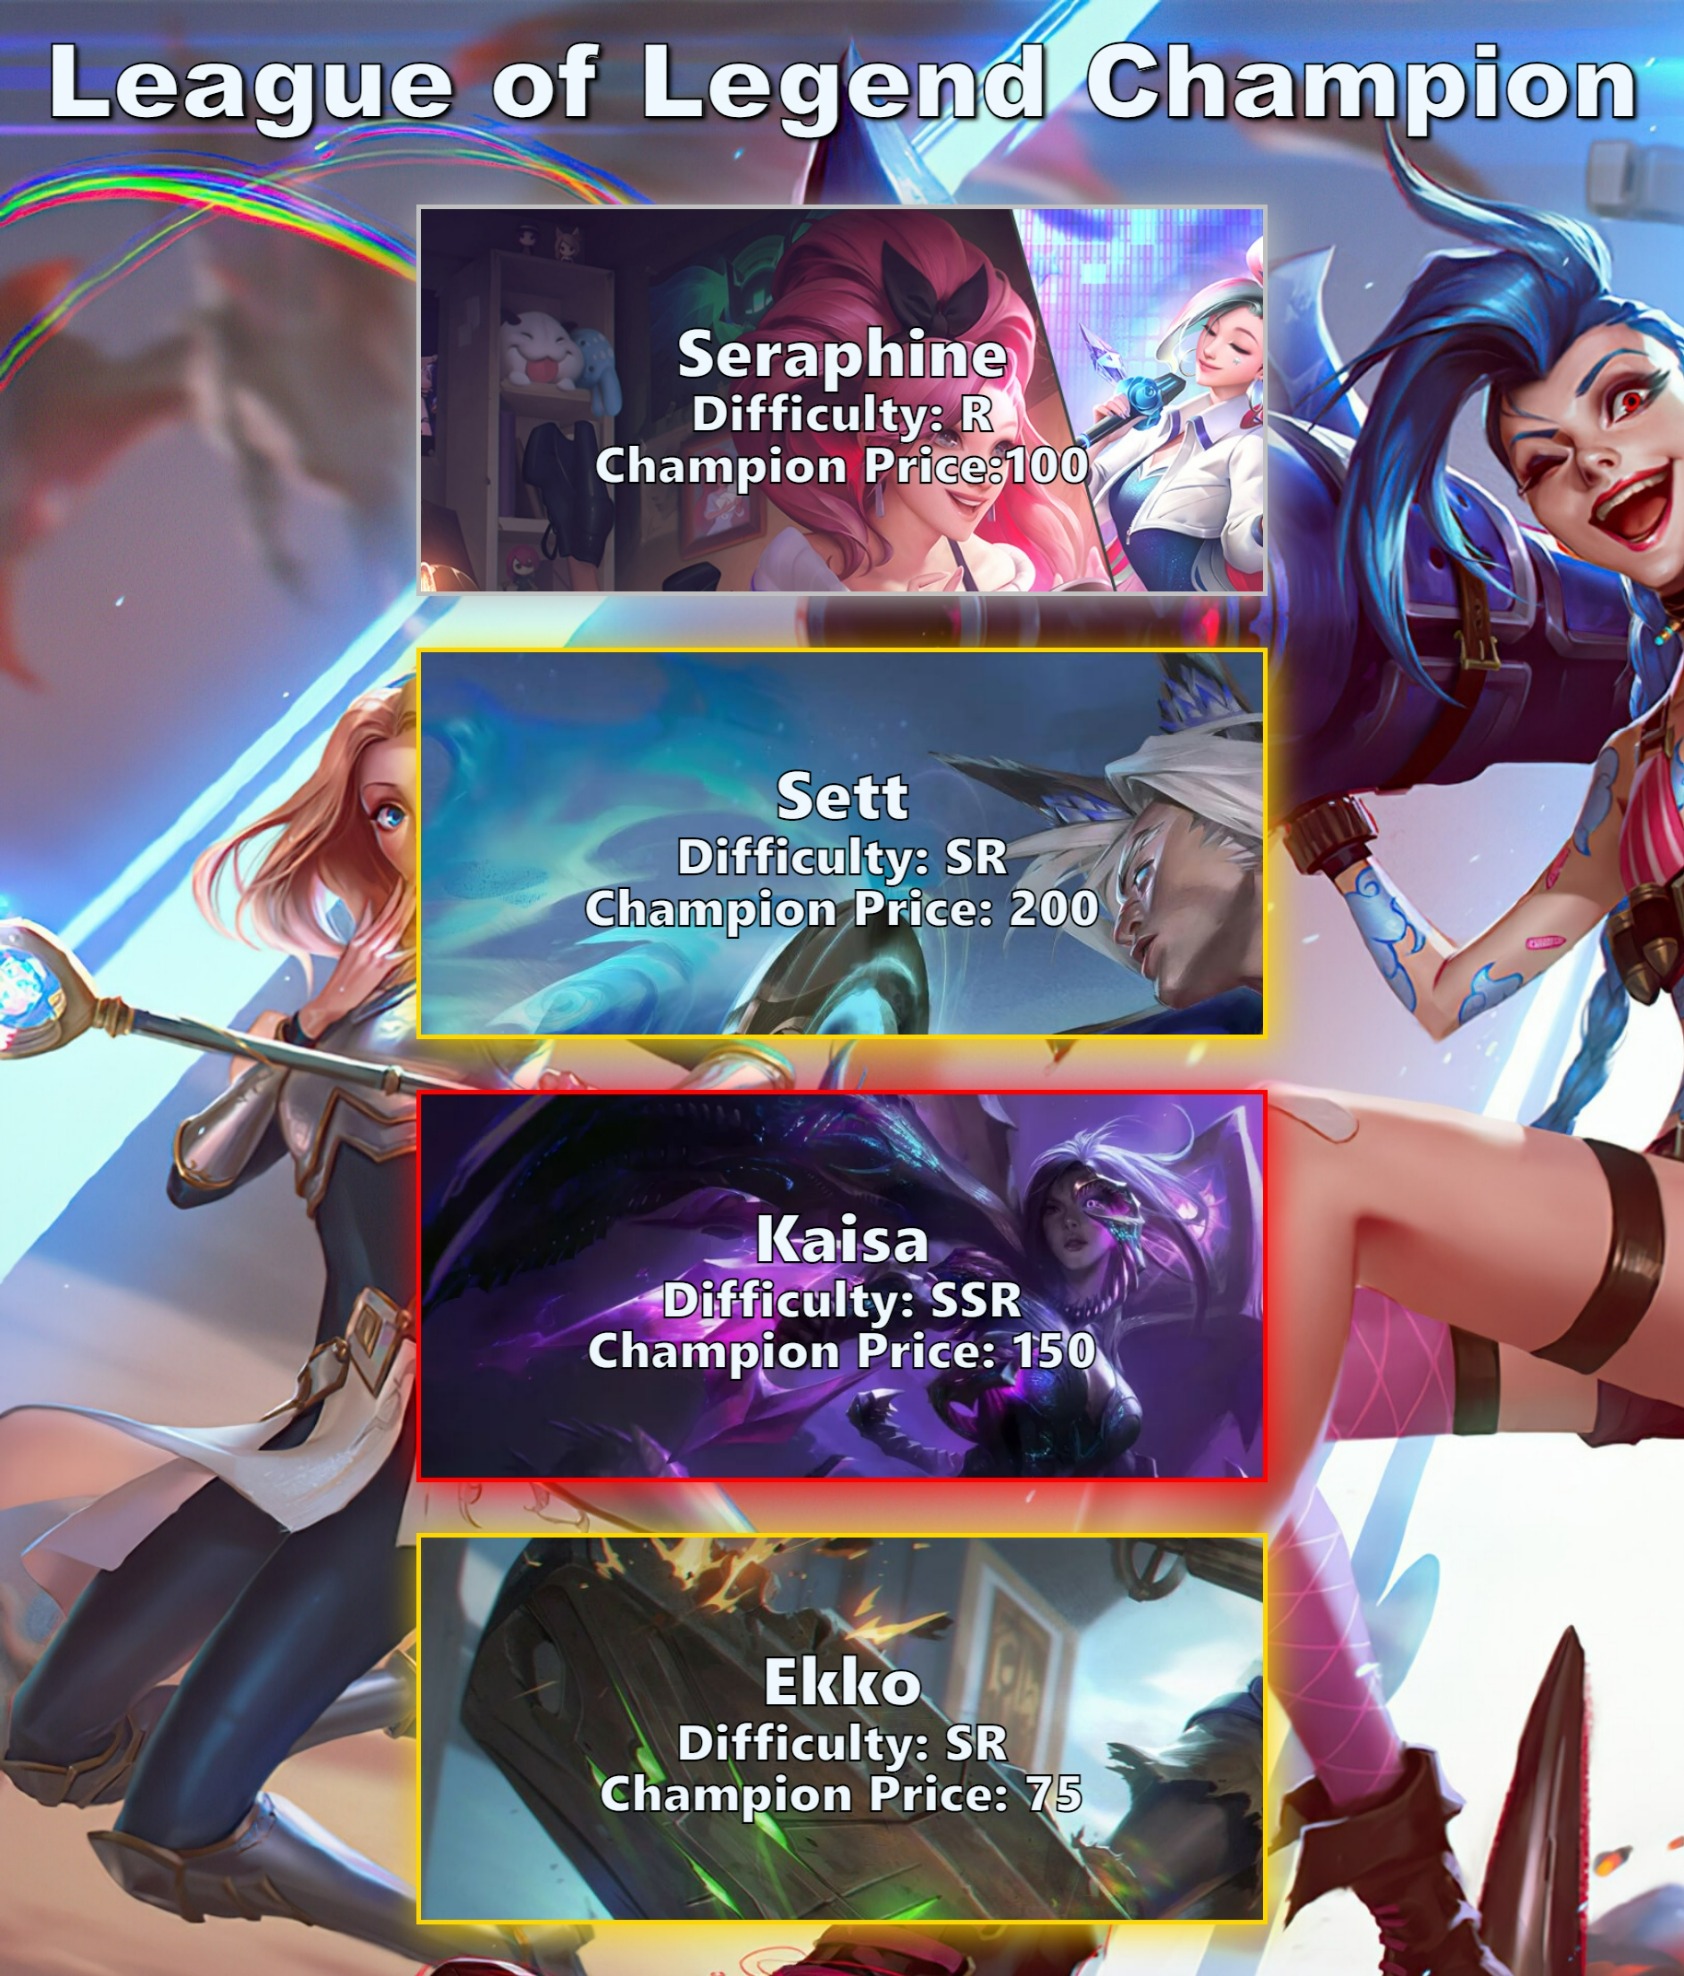 League of Legend Champion
Seraphine
Difficulty: R
Champion Price:100
Sett
Difficulty: SR
Champion Price: 200
Kaisa
Difficulty: SSR
Champion Price: 150
Ekko
Difficulty: SR
Champion Price: 75